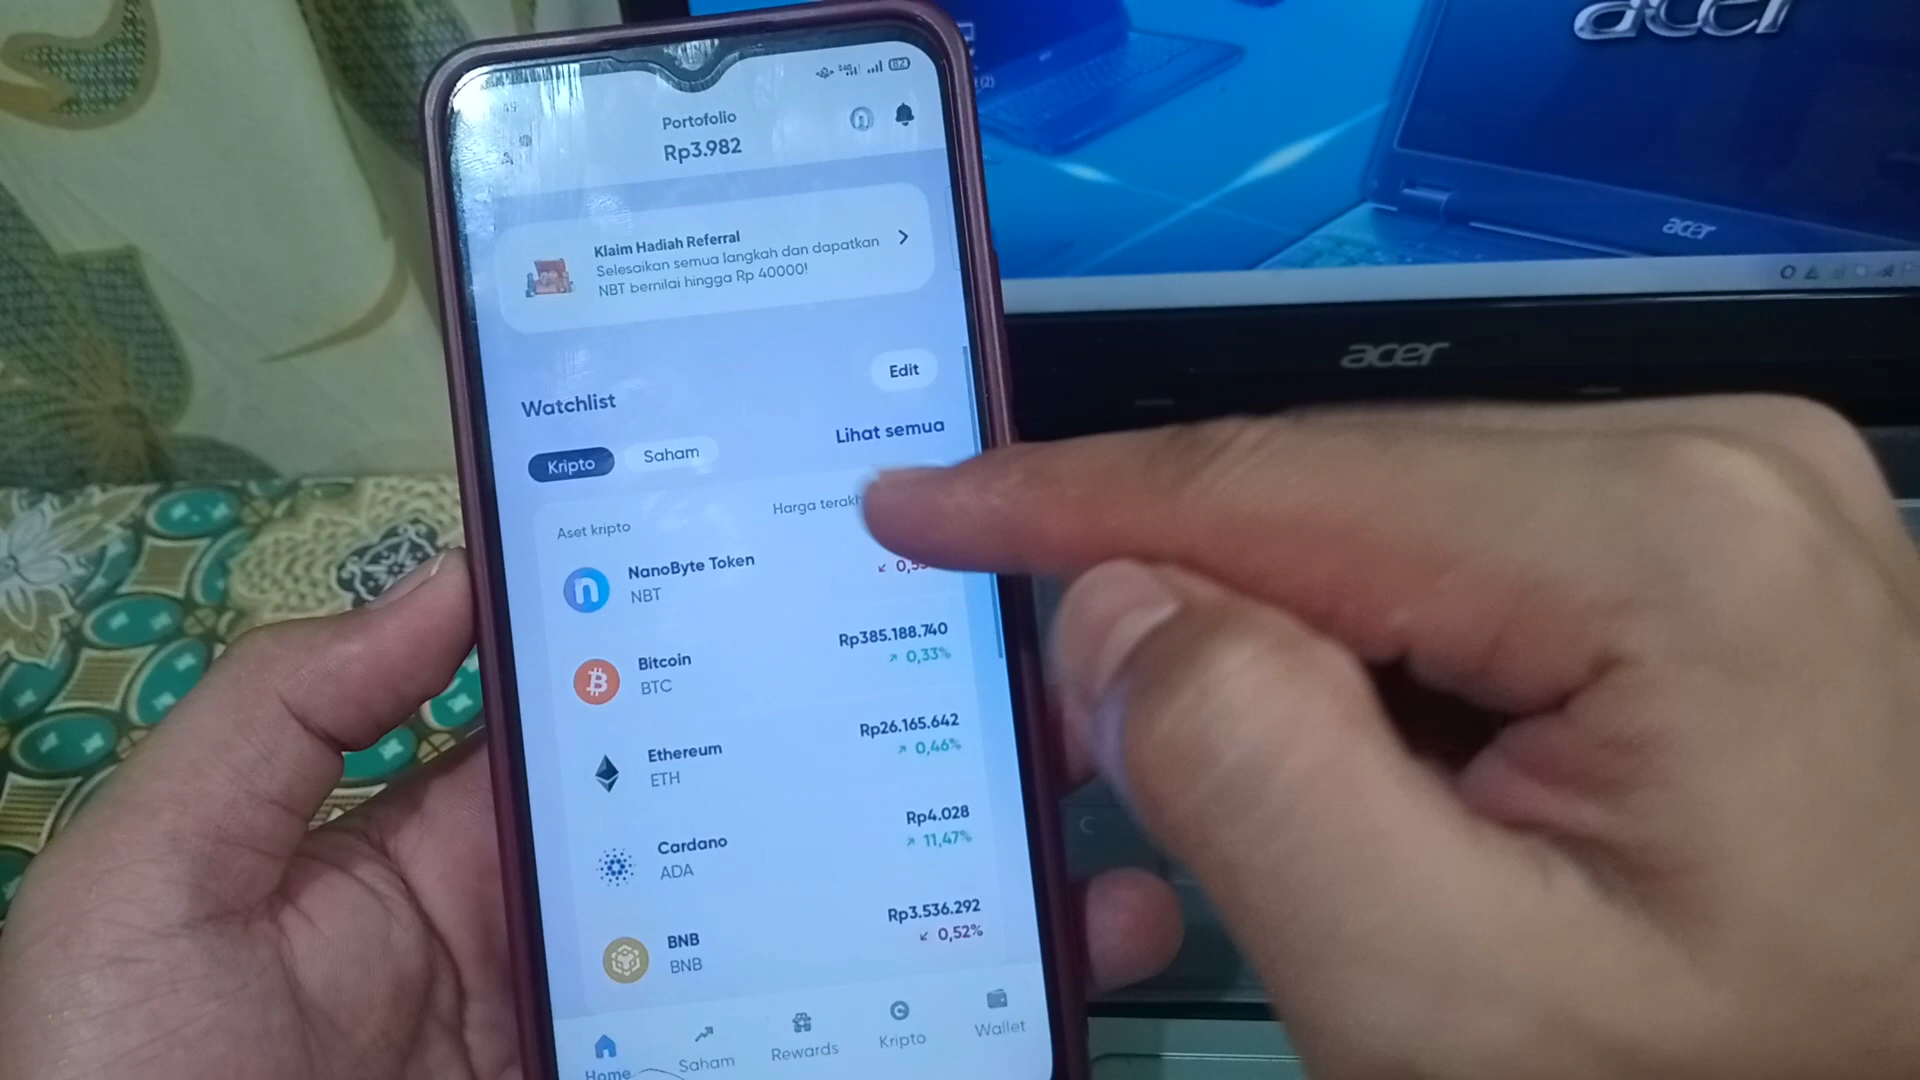 acer
acer
acer
(2)
82
Portofolio
Rp3.982
Klaim Hadiah Referral
Selesaikan semua langkah dan dapatkan
NBT bernilai hingga Rp 40000!
Edit
Watchlist
Lihat semua
Kripto
Saham
Harga terakh
Aset kripto
NanoByte Token
NBT
Bitcoin
BTC
Rp385.188.740
0,33%
Ethereum
ETH
Rp26.165.642
0,46%
Cardano
ADA
Rp4.028
11,47%
BNB
BNB
Rp3.536.292
0,52%
Home
Saham
Rewards
Kripto
Wallet
C